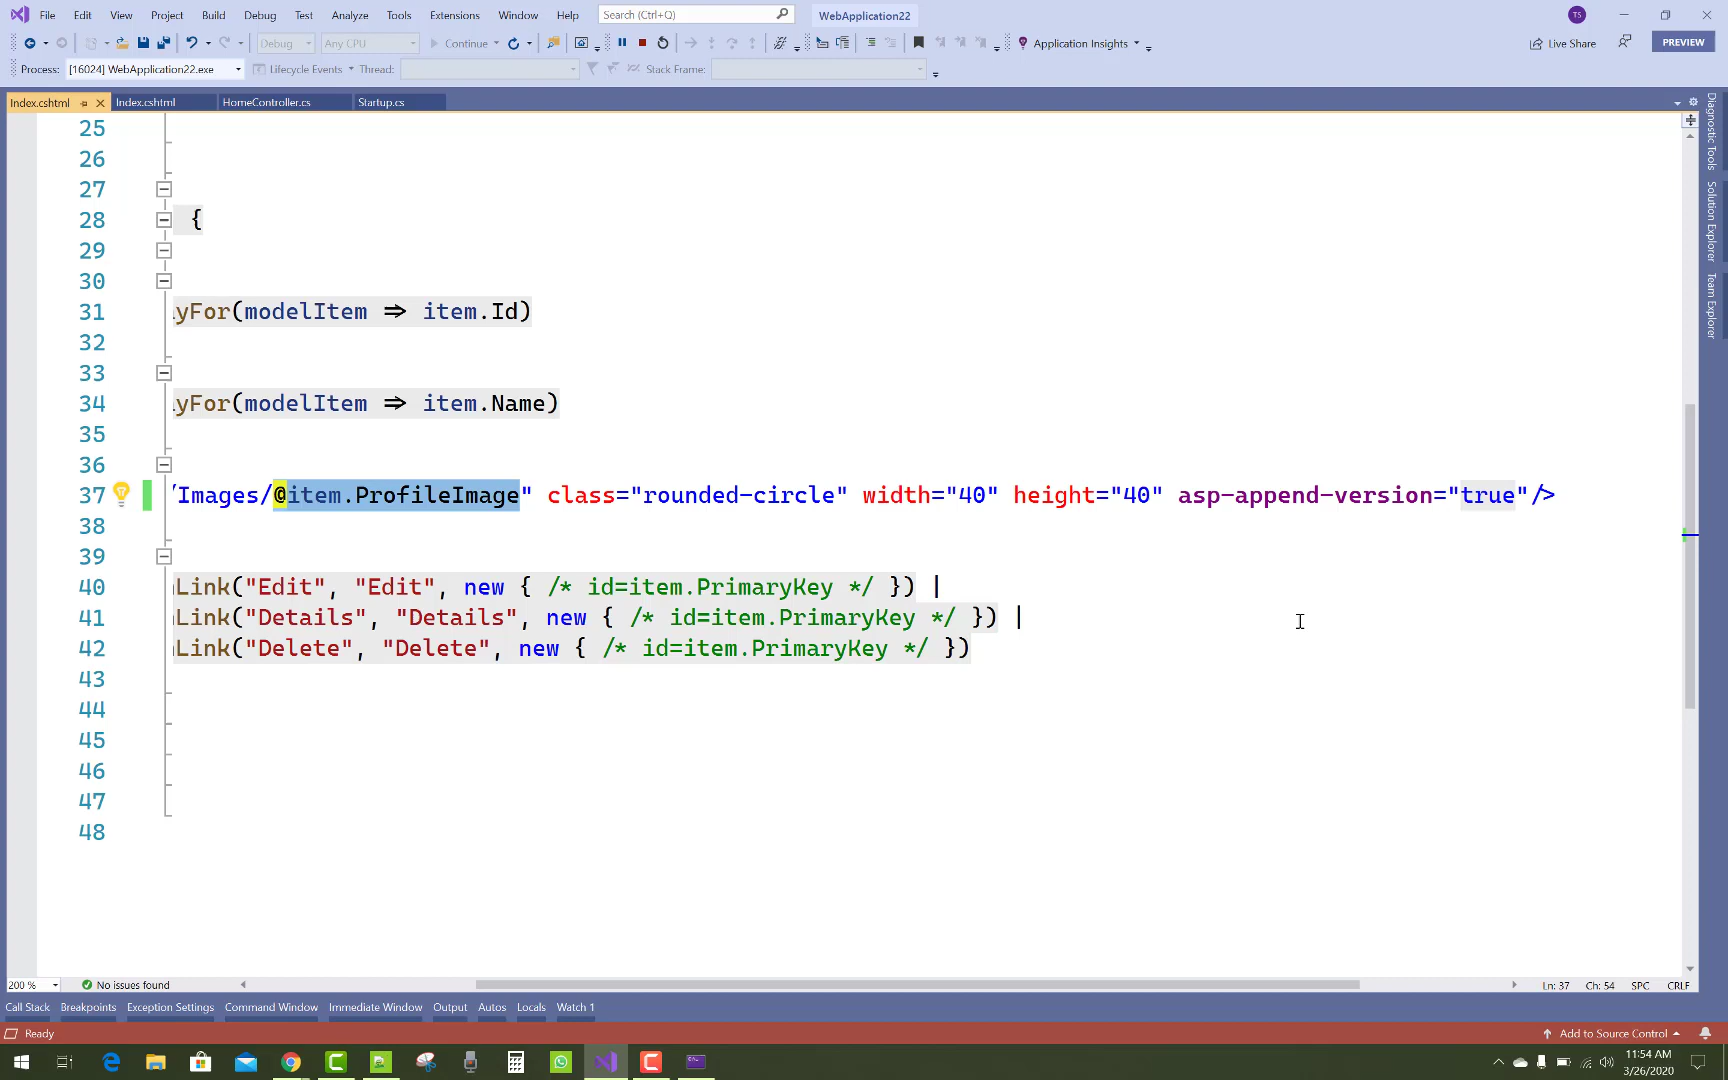 File Edit View Project Build Debug Test Analyze Tools Extensions Window Help Search (Ctrl+Q) WebApplication22 TS
Debug Any CPU Continue Application Insights Live Share PREVIEW
Process: [16024] WebApplication22.exe Lifecycle Events Thread: Stack Frame:
Index.cshtml Index.cshtml HomeController.cs Startup.cs
Diagnostic Tools
Solution Explorer
Team Explorer
25
26
27
28 {
29
30
31 yFor(modelItem => item.Id)
32
33
34 yFor(modelItem => item.Name)
35
36
37 /Images/@item.ProfileImage" class="rounded-circle" width="40" height="40" asp-append-version="true"/>
38
39
40 Link("Edit", "Edit", new { /* id=item.PrimaryKey */ }) |
41 Link("Details", "Details", new { /* id=item.PrimaryKey */ }) |
42 Link("Delete", "Delete", new { /* id=item.PrimaryKey */ })
43
44
45
46
47
48
200 % No issues found Ln: 37 Ch: 54 SPC CRLF
Call Stack Breakpoints Exception Settings Command Window Immediate Window Output Autos Locals Watch 1
Ready Add to Source Control
11:54 AM
3/26/2020